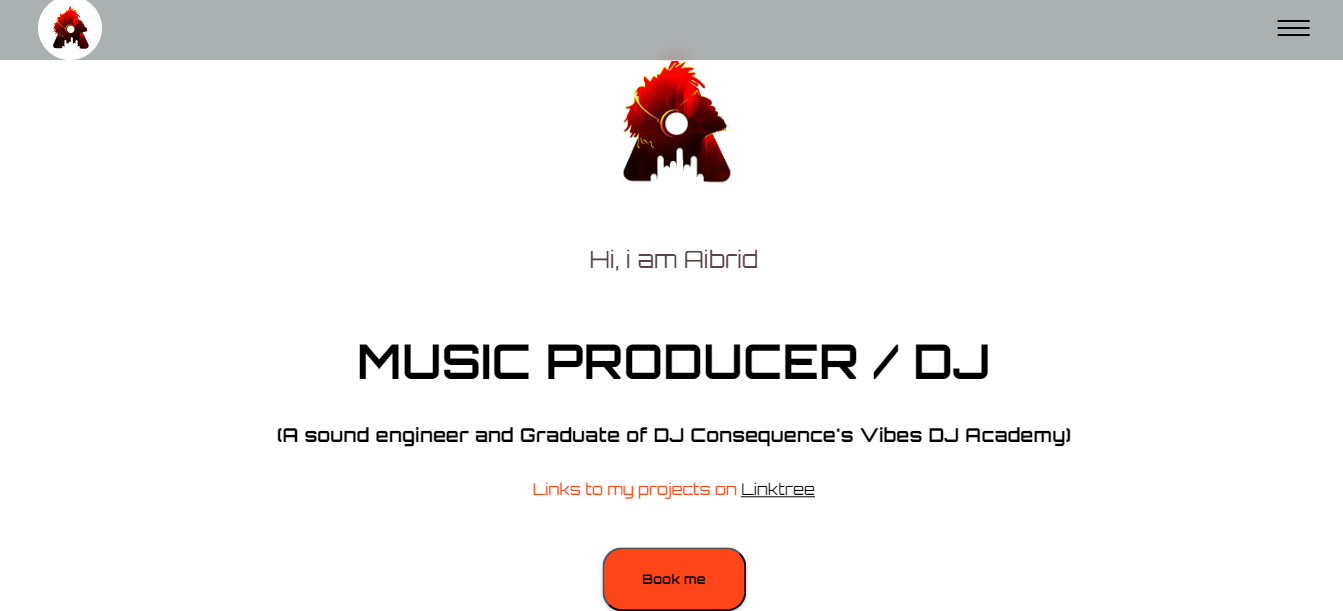 Hi, i am Aibrid
MUSIC PRODUCER / DJ
(A sound engineer and Graduate of DJ Consequence's Vibes DJ Academy)
Links to my projects on Linktree
Book me